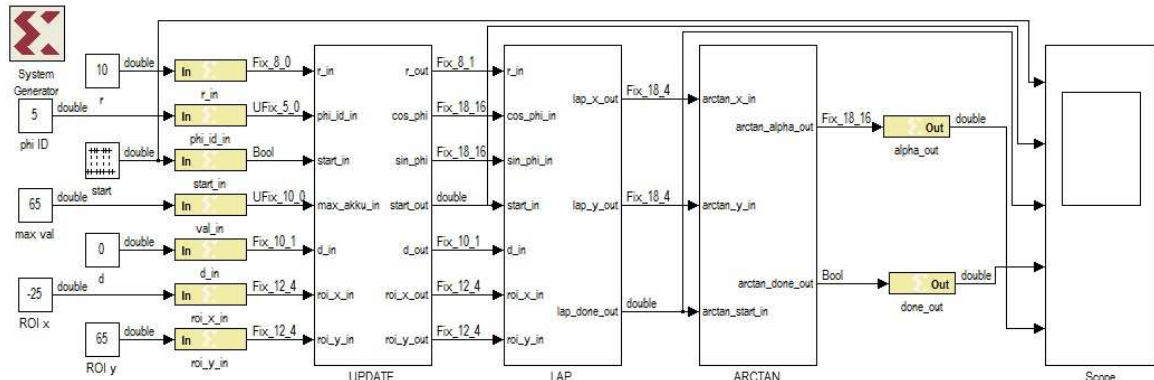 System
Generator
10
r
double
In
r_in
Fix_8_0
5
phi ID
double
In
phi_id_in
UFix_5_0
start
double
In
start_in
Bool
65
max val
double
In
val_in
UFix_10_0
0
d
double
In
d_in
Fix_10_1
-25
ROI x
double
In
roi_x_in
Fix_12_4
65
ROI y
double
In
roi_y_in
Fix_12_4
r_in
phi_id_in
start_in
max_akku_in
d_in
roi_x_in
roi_y_in
r_out
cos_phi
sin_phi
start_out
d_out
roi_x_out
roi_y_out
UPDATE
Fix_8_1
Fix_18_16
Fix_18_16
double
Fix_10_1
Fix_12_4
Fix_12_4
r_in
cos_phi_in
sin_phi_in
start_in
d_in
roi_x_in
roi_y_in
lap_x_out
lap_y_out
lap_done_out
LAP
Fix_18_4
Fix_18_4
double
arctan_x_in
arctan_y_in
arctan_start_in
arctan_alpha_out
arctan_done_out
ARCTAN
Fix_18_16
Out
alpha_out
double
Bool
Out
done_out
double
Scope